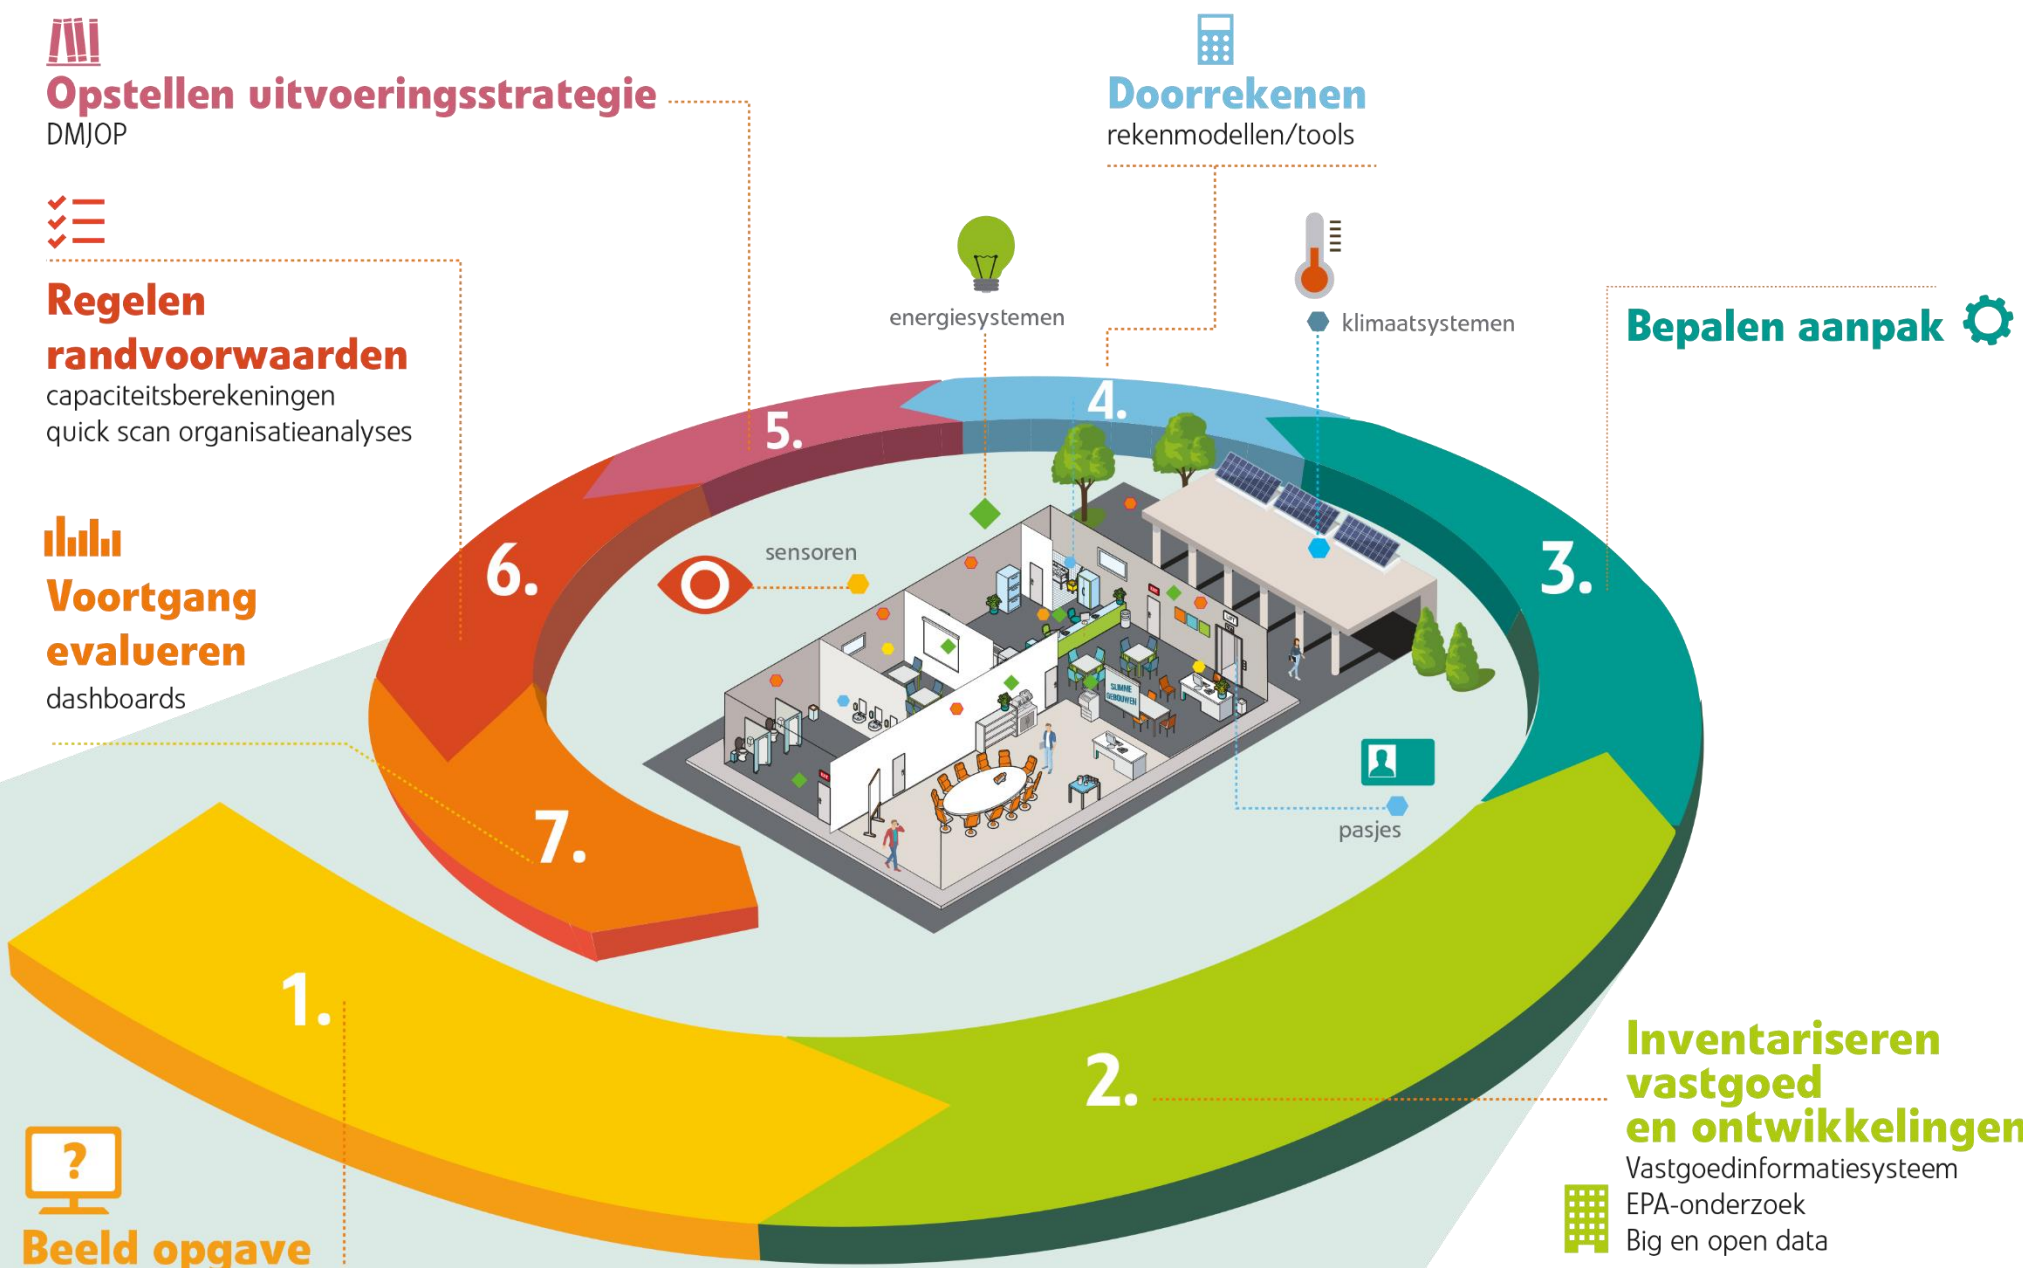 Opstellen uitvoeringsstrategie
DMJOP
Doorrekenen
rekenmodellen/tools
Regelen
randvoorwaarden
capaciteitsberekeningen
quick scan organisatieanalyses
energiesystemen
klimaatsystemen
Bepalen aanpak
4.
5.
3.
6.
sensoren
Voortgang
evalueren
dashboards
SLIMME
GEBOUWEN
pasjes
7.
1.
2.
Inventariseren
vastgoed
en ontwikkelingen
Vastgoedinformatiesysteem
EPA-onderzoek
Big en open data
?
Beeld opgave